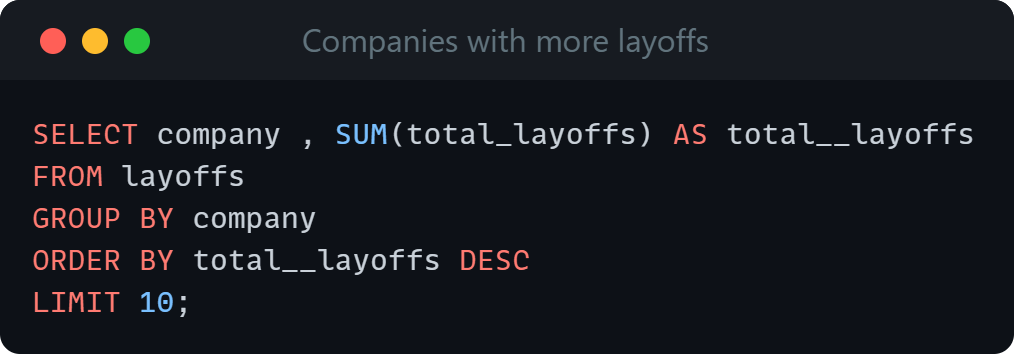 Companies with more layoffs
SELECT company , SUM(total_layoffs) AS total__layoffs
FROM layoffs
GROUP BY company
ORDER BY total__layoffs DESC
LIMIT 10;